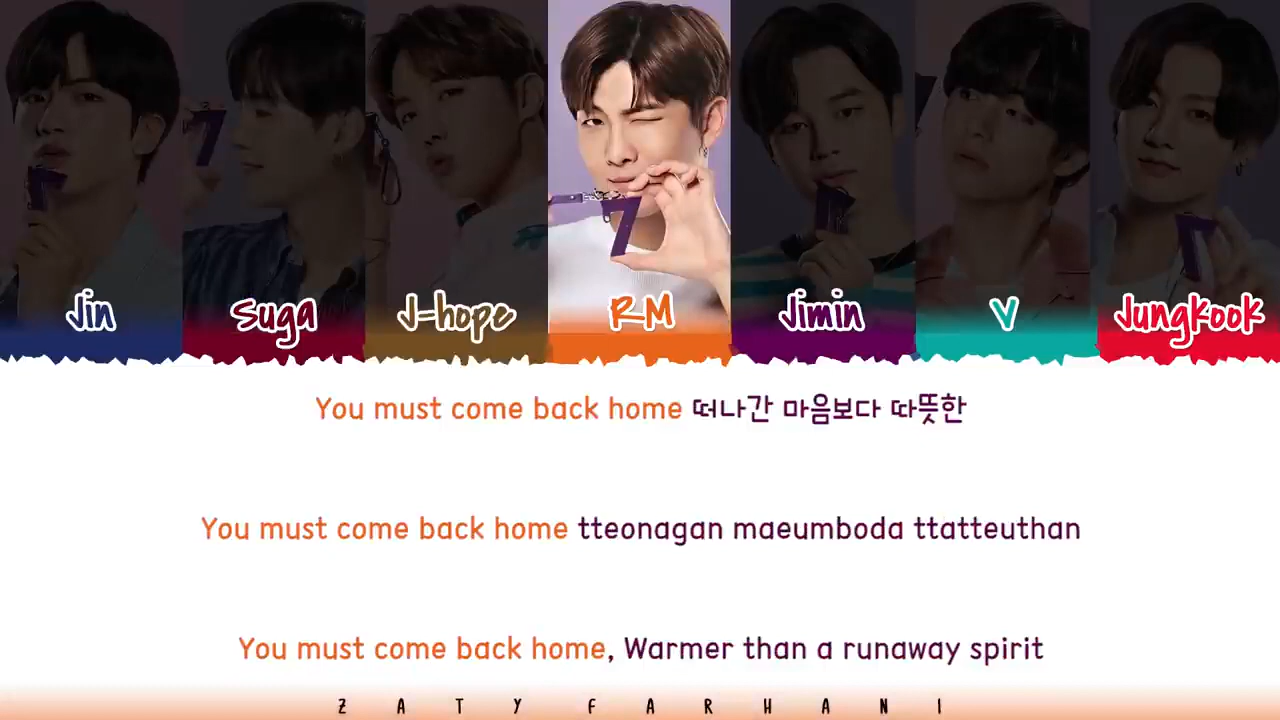 Jin Suga J-hope RM Jimin V Jungkook
You must come back home 떠나간 마음보다 따뜻한
You must come back home tteonagan maeumboda ttatteuthan
You must come back home, Warmer than a runaway spirit
ZATY FARHANI